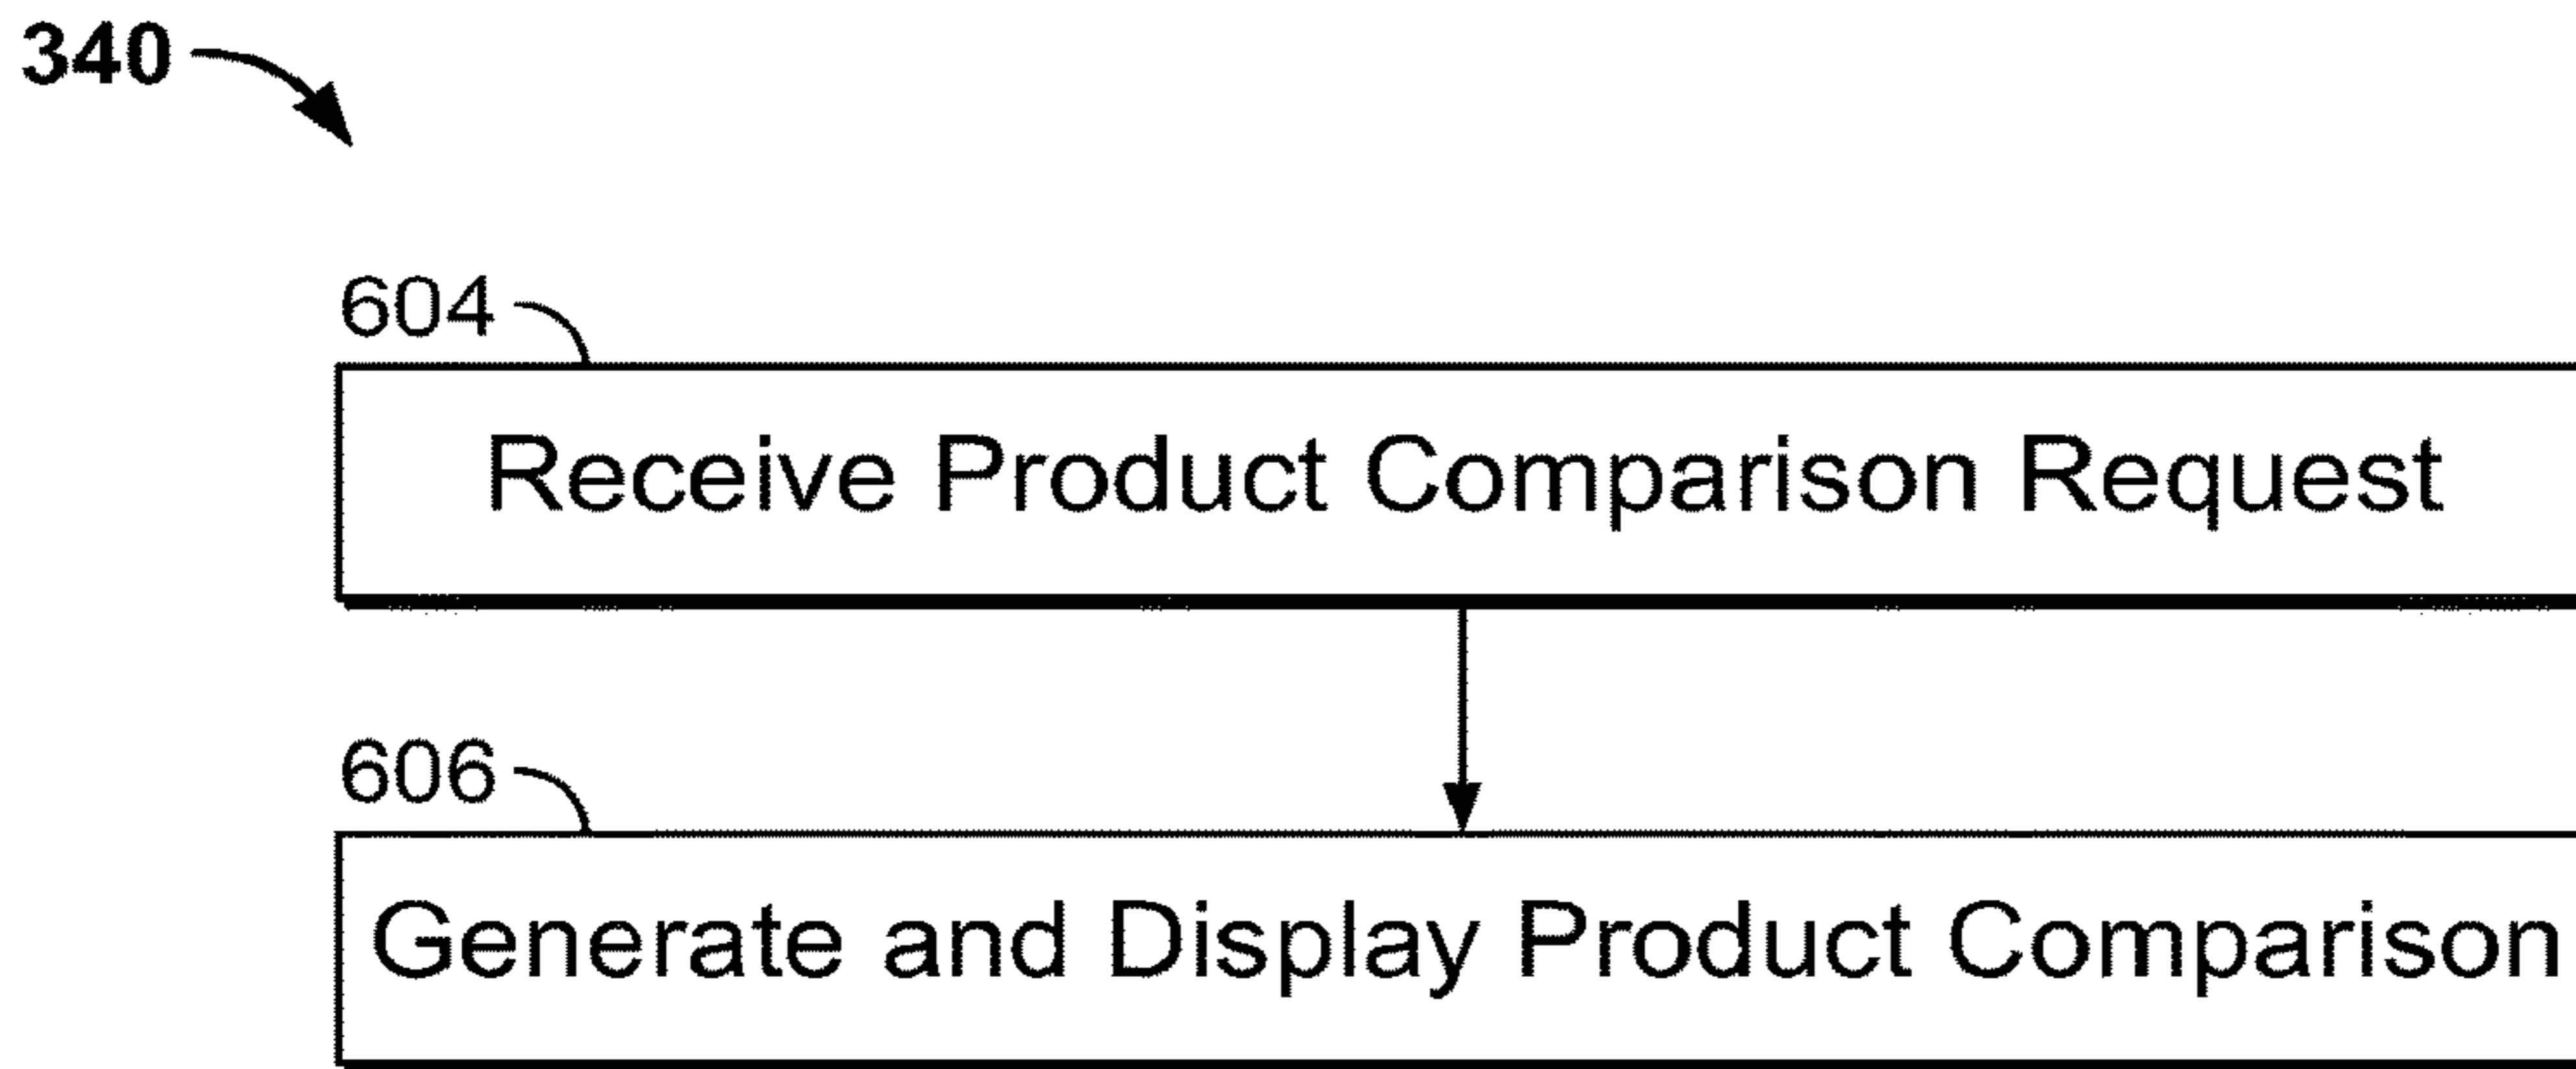 340
604
Receive Product Comparison Request
606
Generate and Display Product Comparison